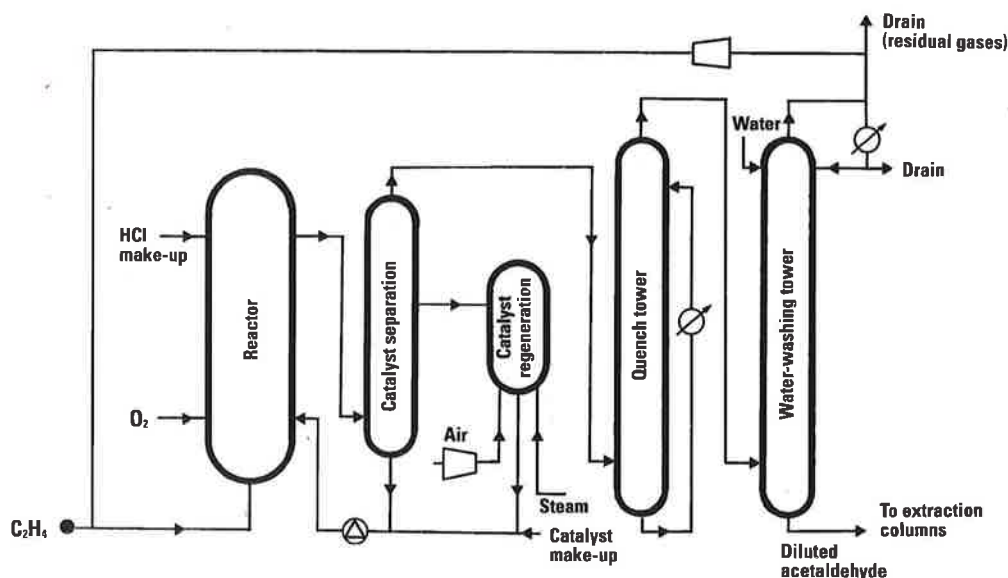 Drain
(residual gases)
Water
Drain
HCl
make-up
Reactor
Catalyst separation
Catalyst
regeneration
Quench tower
Water-washing tower
O₂
Air
Steam
C₂H₄
Catalyst
make-up
To extraction
columns
Diluted
acetaldehyde